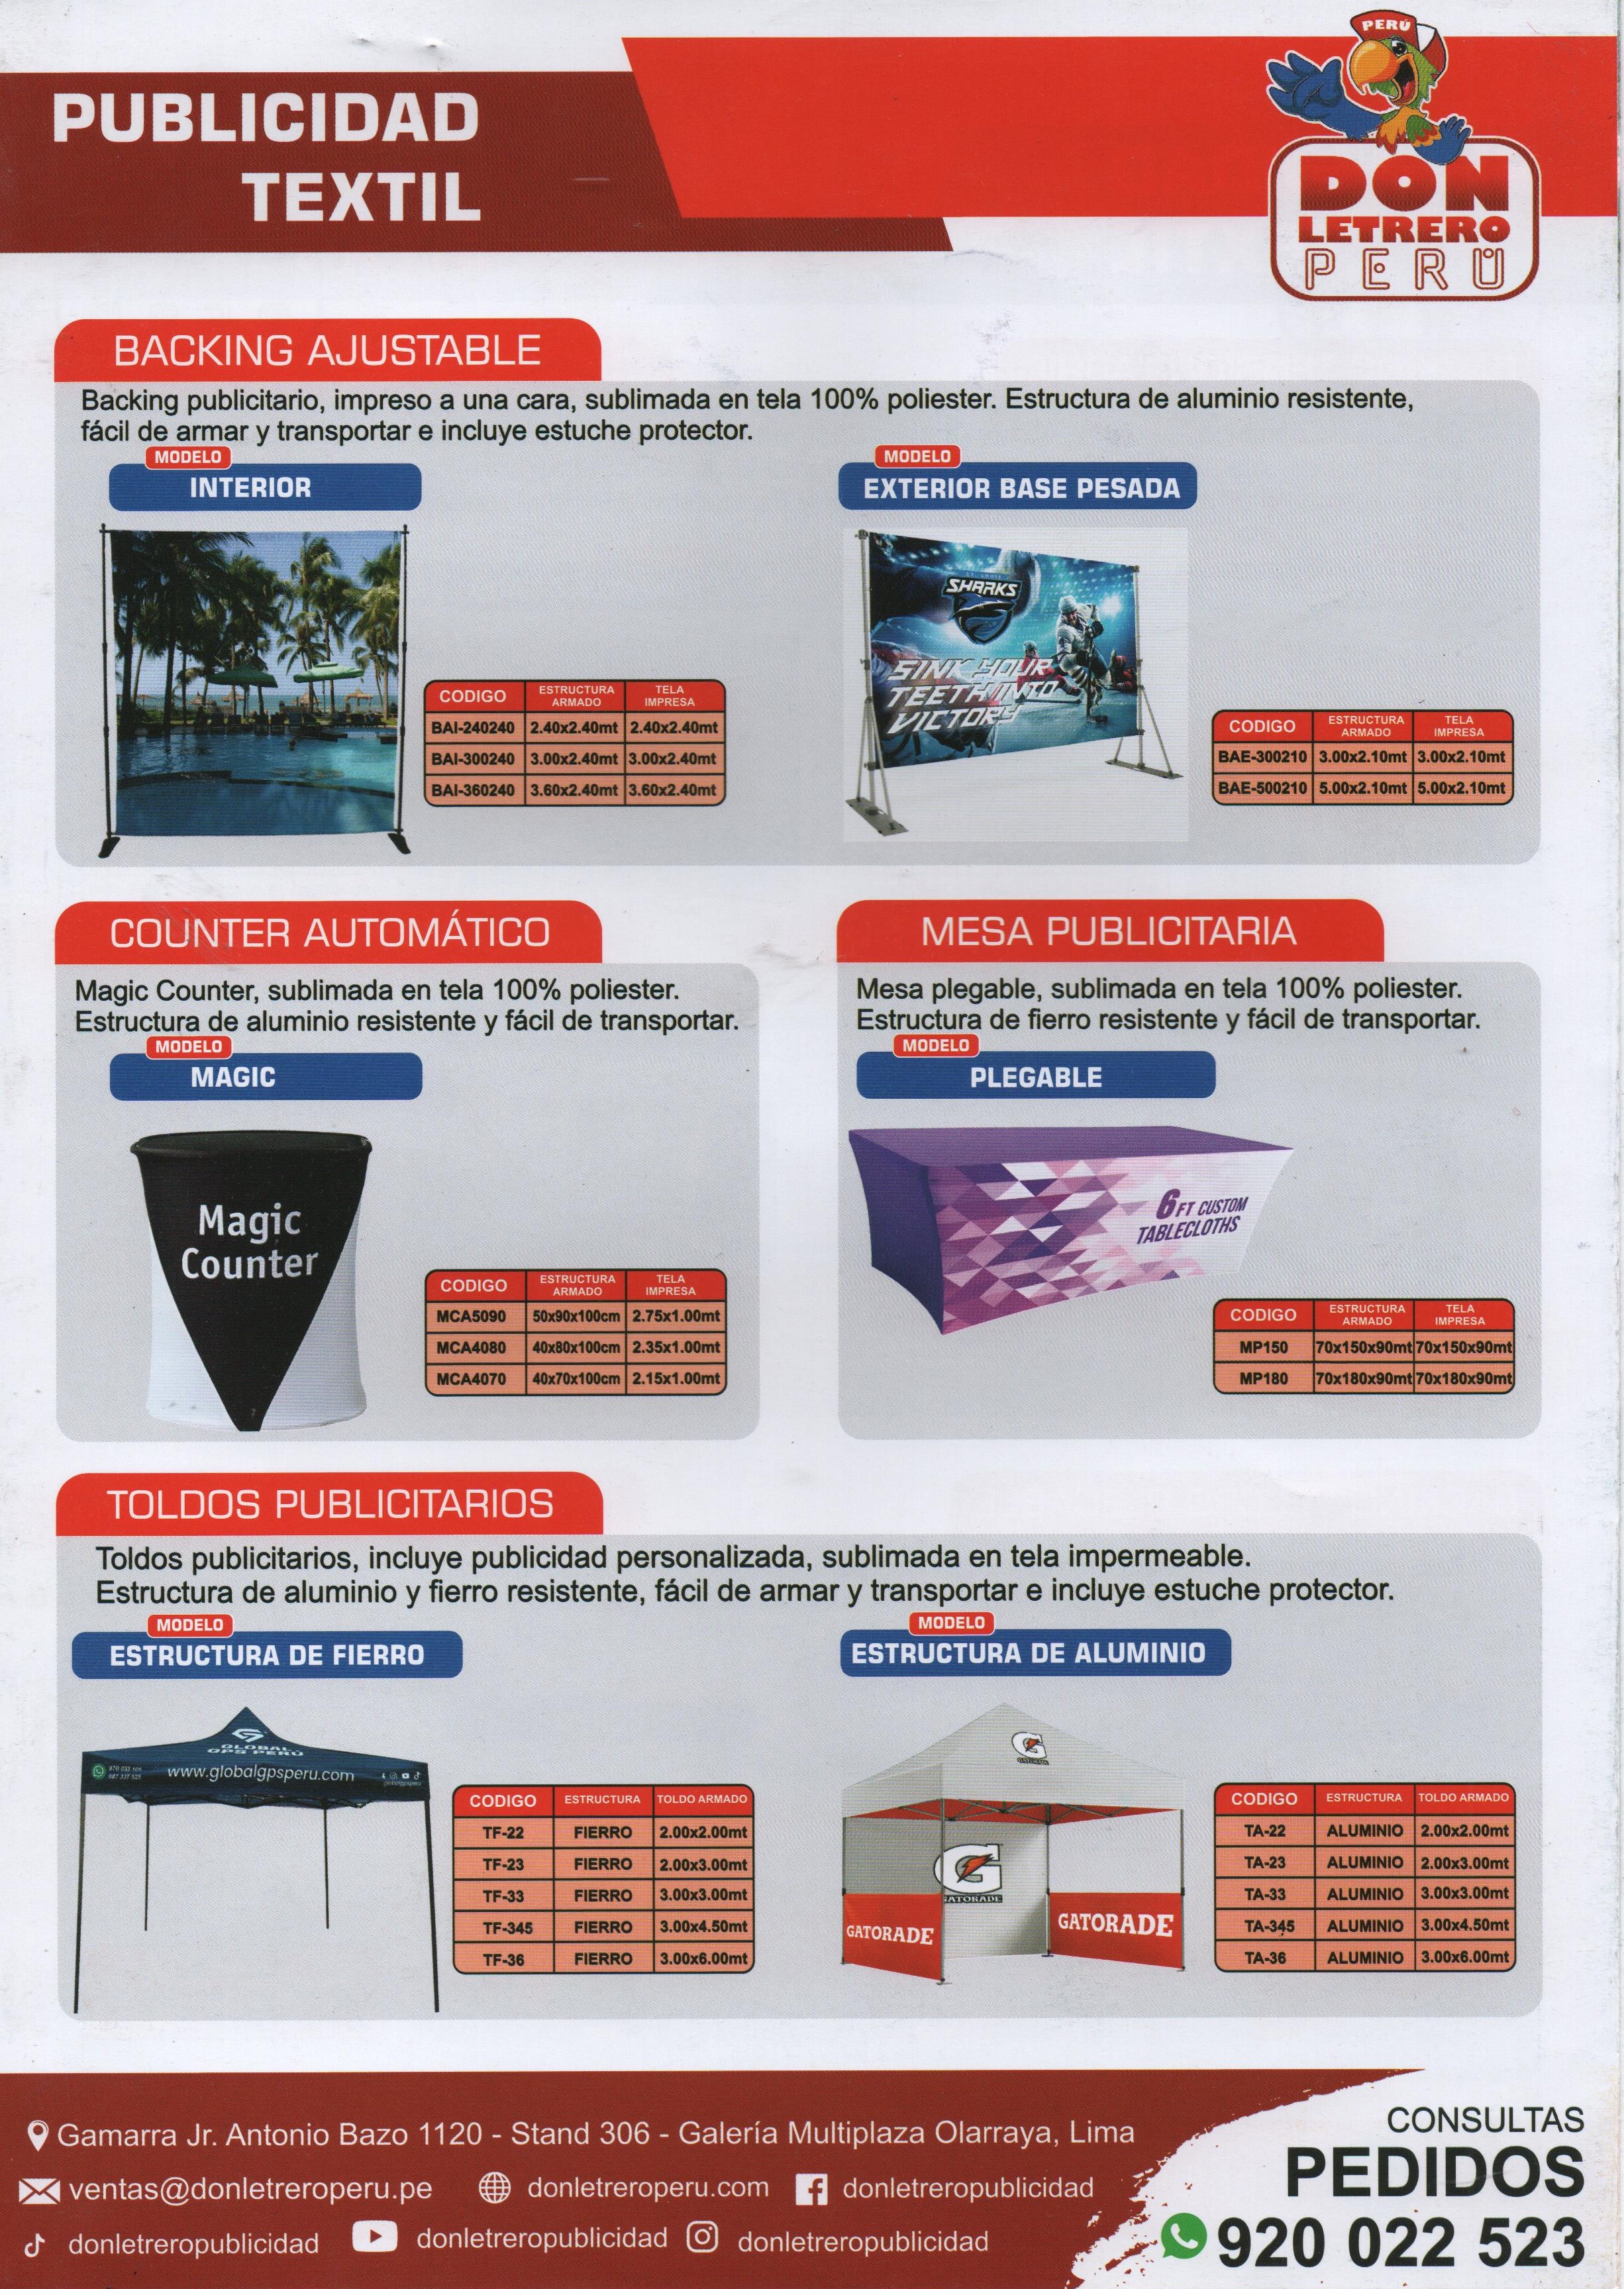 PUBLICIDAD
TEXTIL
PERÚ
DON
LETRERO
PERÚ
BACKING AJUSTABLE
Backing publicitario, impreso a una cara, sublimada en tela 100% poliester. Estructura de aluminio resistente,
fácil de armar y transportar e incluye estuche protector.
MODELO
INTERIOR
CODIGO ESTRUCTURA ARMADO TELA IMPRESA
BAI-240240 2.40x2.40mt 2.40x2.40mt
BAI-300240 3.00x2.40mt 3.00x2.40mt
BAI-360240 3.60x2.40mt 3.60x2.40mt
MODELO
EXTERIOR BASE PESADA
ST. LOUIS
SHARKS
SINK YOUR
TEETH INTO
VICTORY
CODIGO ESTRUCTURA ARMADO TELA IMPRESA
BAE-300210 3.00x2.10mt 3.00x2.10mt
BAE-500210 5.00x2.10mt 5.00x2.10mt
COUNTER AUTOMÁTICO
Magic Counter, sublimada en tela 100% poliester.
Estructura de aluminio resistente y fácil de transportar.
MODELO
MAGIC
Magic
Counter
CODIGO ESTRUCTURA ARMADO TELA IMPRESA
MCA5090 50x90x100cm 2.75x1.00mt
MCA4080 40x80x100cm 2.35x1.00mt
MCA4070 40x70x100cm 2.15x1.00mt
MESA PUBLICITARIA
Mesa plegable, sublimada en tela 100% poliester.
Estructura de fierro resistente y fácil de transportar.
MODELO
PLEGABLE
6FT CUSTOM
TABLECLOTHS
CODIGO ESTRUCTURA ARMADO TELA IMPRESA
MP150 70x150x90mt 70x150x90mt
MP180 70x180x90mt 70x180x90mt
TOLDOS PUBLICITARIOS
Toldos publicitarios, incluye publicidad personalizada, sublimada en tela impermeable.
Estructura de aluminio y fierro resistente, fácil de armar y transportar e incluye estuche protector.
MODELO
ESTRUCTURA DE FIERRO
GLOBAL
GPS PERÚ
www.globalgpsperu.com
globalgpsperu
CODIGO ESTRUCTURA TOLDO ARMADO
TF-22 FIERRO 2.00x2.00mt
TF-23 FIERRO 2.00x3.00mt
TF-33 FIERRO 3.00x3.00mt
TF-345 FIERRO 3.00x4.50mt
TF-36 FIERRO 3.00x6.00mt
MODELO
ESTRUCTURA DE ALUMINIO
G
GATORADE
G
GATORADE
GATORADE
GATORADE
CODIGO ESTRUCTURA TOLDO ARMADO
TA-22 ALUMINIO 2.00x2.00mt
TA-23 ALUMINIO 2.00x3.00mt
TA-33 ALUMINIO 3.00x3.00mt
TA-345 ALUMINIO 3.00x4.50mt
TA-36 ALUMINIO 3.00x6.00mt
Gamarra Jr. Antonio Bazo 1120 - Stand 306 - Galería Multiplaza Olarraya, Lima
ventas@donletreroperu.pe donletreroperu.com donletreropublicidad
donletreropublicidad donletreropublicidad donletreropublicidad
CONSULTAS
PEDIDOS
920 022 523